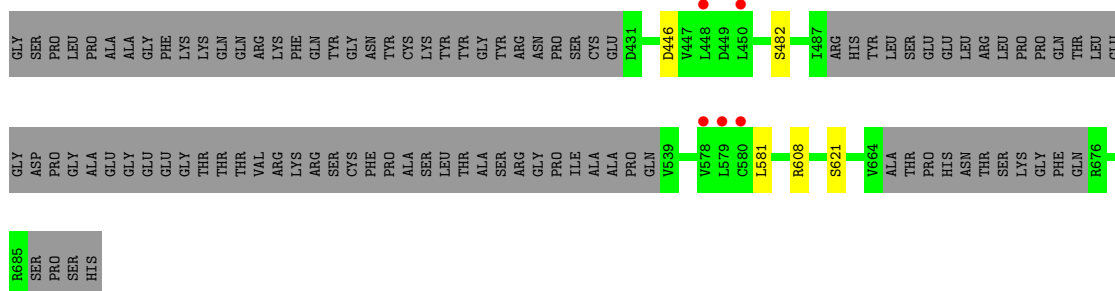 GLY SER PRO LEU PRO PRO ALA ALA GLY PHE LYS LYS GLN GLN ARG LYS PHE GLN TYR GLY ASN TYR CYS LYS TYR TYR GLY TYR ARG ASN PRO SER CYS GLU D431 D446 V447 L448 D449 L450 S482 I487 ARG HIS TYR LEU SER GLU GLU LEU ARG LEU PRO PRO GLN THR LEU GLU
GLY ASP PRO GLY ALA GLU GLY GLU GLU GLY THR THR THR VAL ARG LYS ARG SER CYS PHE PRO ALA SER LEU THR ALA SER ARG GLY PRO ILE ALA ALA PRO GLN V539 V578 L579 C580 L581 R608 S621 V664 ALA THR PRO HIS ASN THR SER LYS GLY PHE GLN R676
R685 SER PRO SER HIS